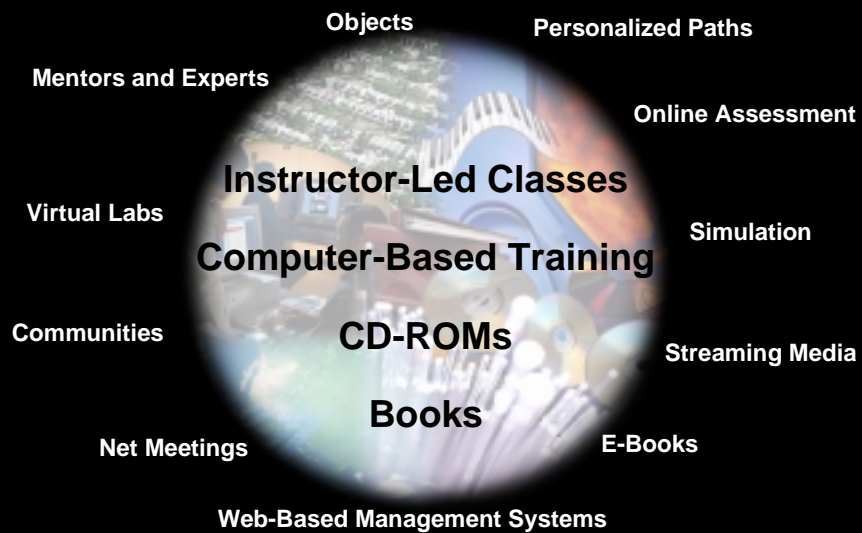 Objects
Personalized Paths
Mentors and Experts
Online Assessment
Instructor-Led Classes
Virtual Labs
Simulation
Computer-Based Training
Communities
CD-ROMs
Streaming Media
Books
Net Meetings
E-Books
Web-Based Management Systems